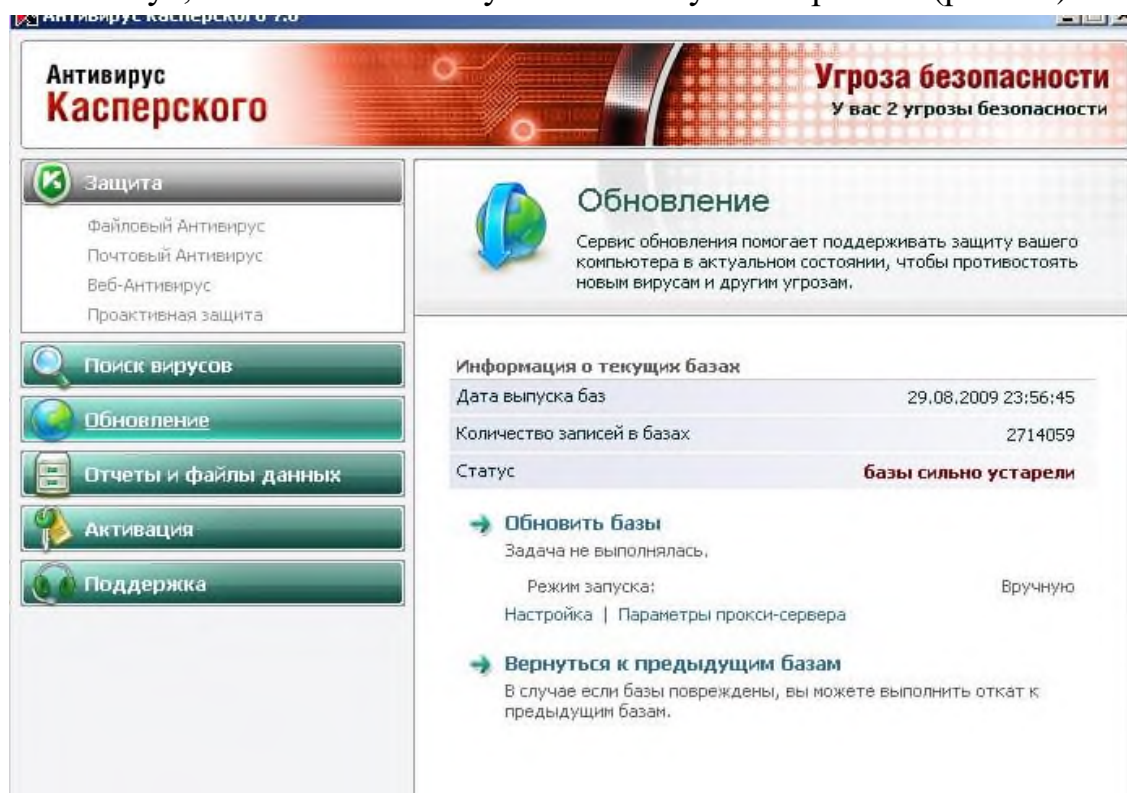 Антивирус Касперского 7.0
Антивирус
Касперского
Угроза безопасности
У вас 2 угрозы безопасности
Защита
Файловый Антивирус
Почтовый Антивирус
Веб-Антивирус
Проактивная защита
Поиск вирусов
Обновление
Отчеты и файлы данных
Активация
Поддержка
Обновление
Сервис обновления помогает поддерживать защиту вашего
компьютера в актуальном состоянии, чтобы противостоять
новым вирусам и другим угрозам.
Информация о текущих базах
Дата выпуска баз 29.08.2009 23:56:45
Количество записей в базах 2714059
Статус базы сильно устарели
Обновить базы
Задача не выполнялась.
Режим запуска: Вручную
Настройка | Параметры прокси-сервера
Вернуться к предыдущим базам
В случае если базы повреждены, вы можете выполнить откат к
предыдущим базам.